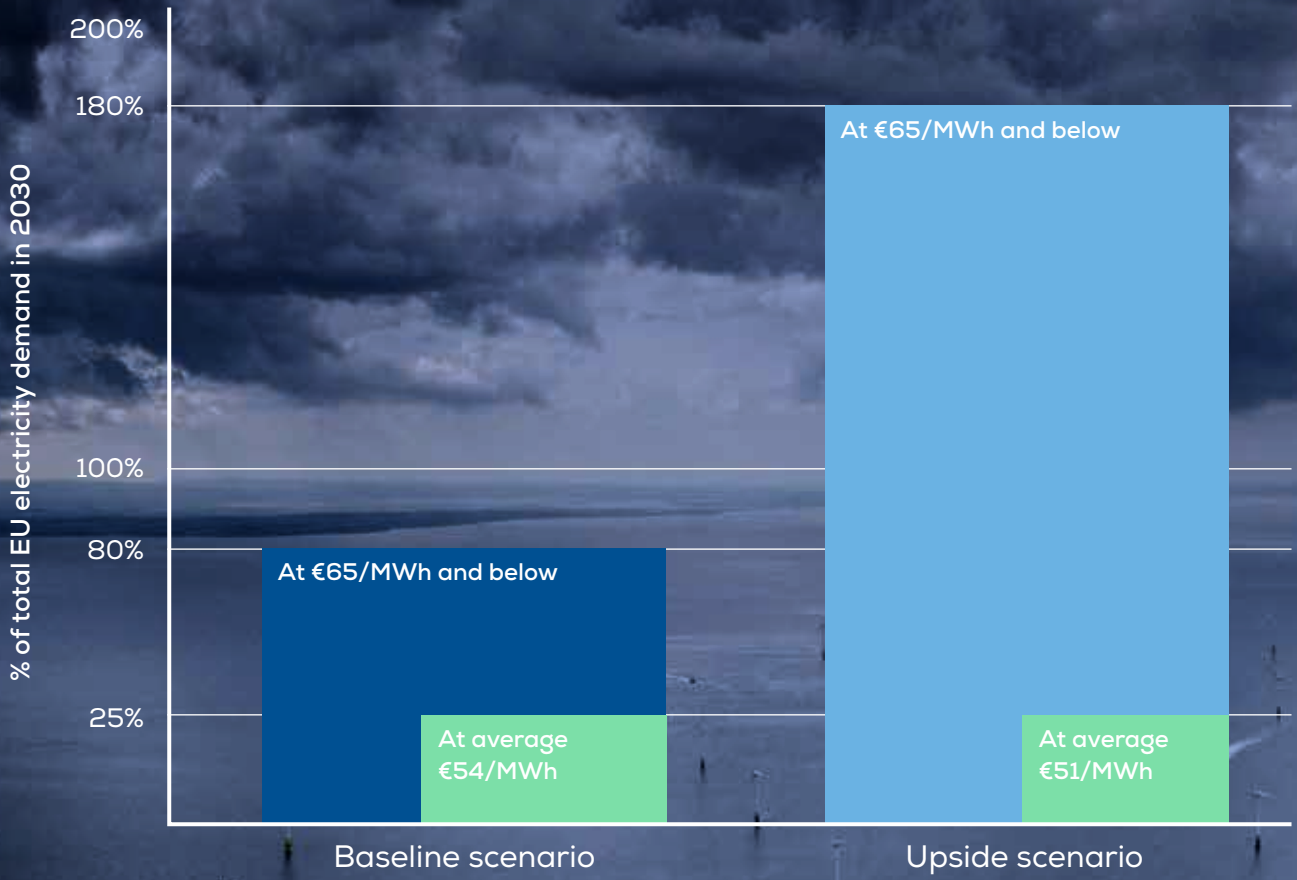 % of total EU electricity demand in 2030
200%
180%
100%
80%
25%
At €65/MWh and below
At average
€54/MWh
At €65/MWh and below
At average
€51/MWh
Baseline scenario
Upside scenario